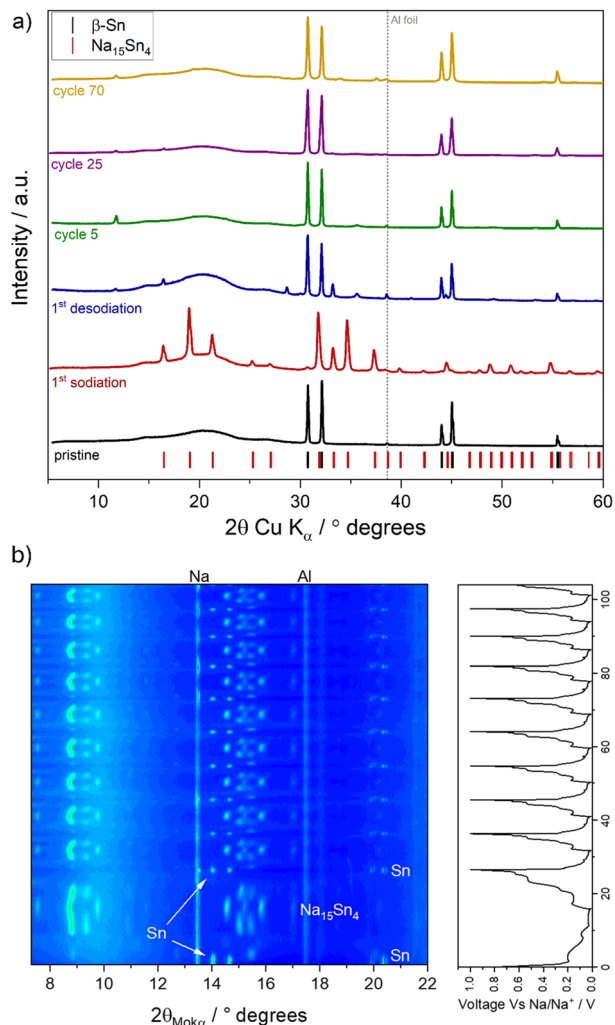 a)
Al foil
β-Sn
Na₁₅Sn₄
cycle 70
cycle 25
cycle 5
1ˢᵗ desodiation
1ˢᵗ sodiation
pristine
Intensity / a.u.
10 20 30 40 50 60
2θ Cu Kα / ° degrees
b)
Na Al
Sn
Sn
Na₁₅Sn₄
Sn
8 10 12 14 16 18 20 22
2θMokα / ° degrees
100
80
60
40
20
0
1.0 0.8 0.6 0.4 0.2 0.0
Voltage Vs Na/Na⁺ / V